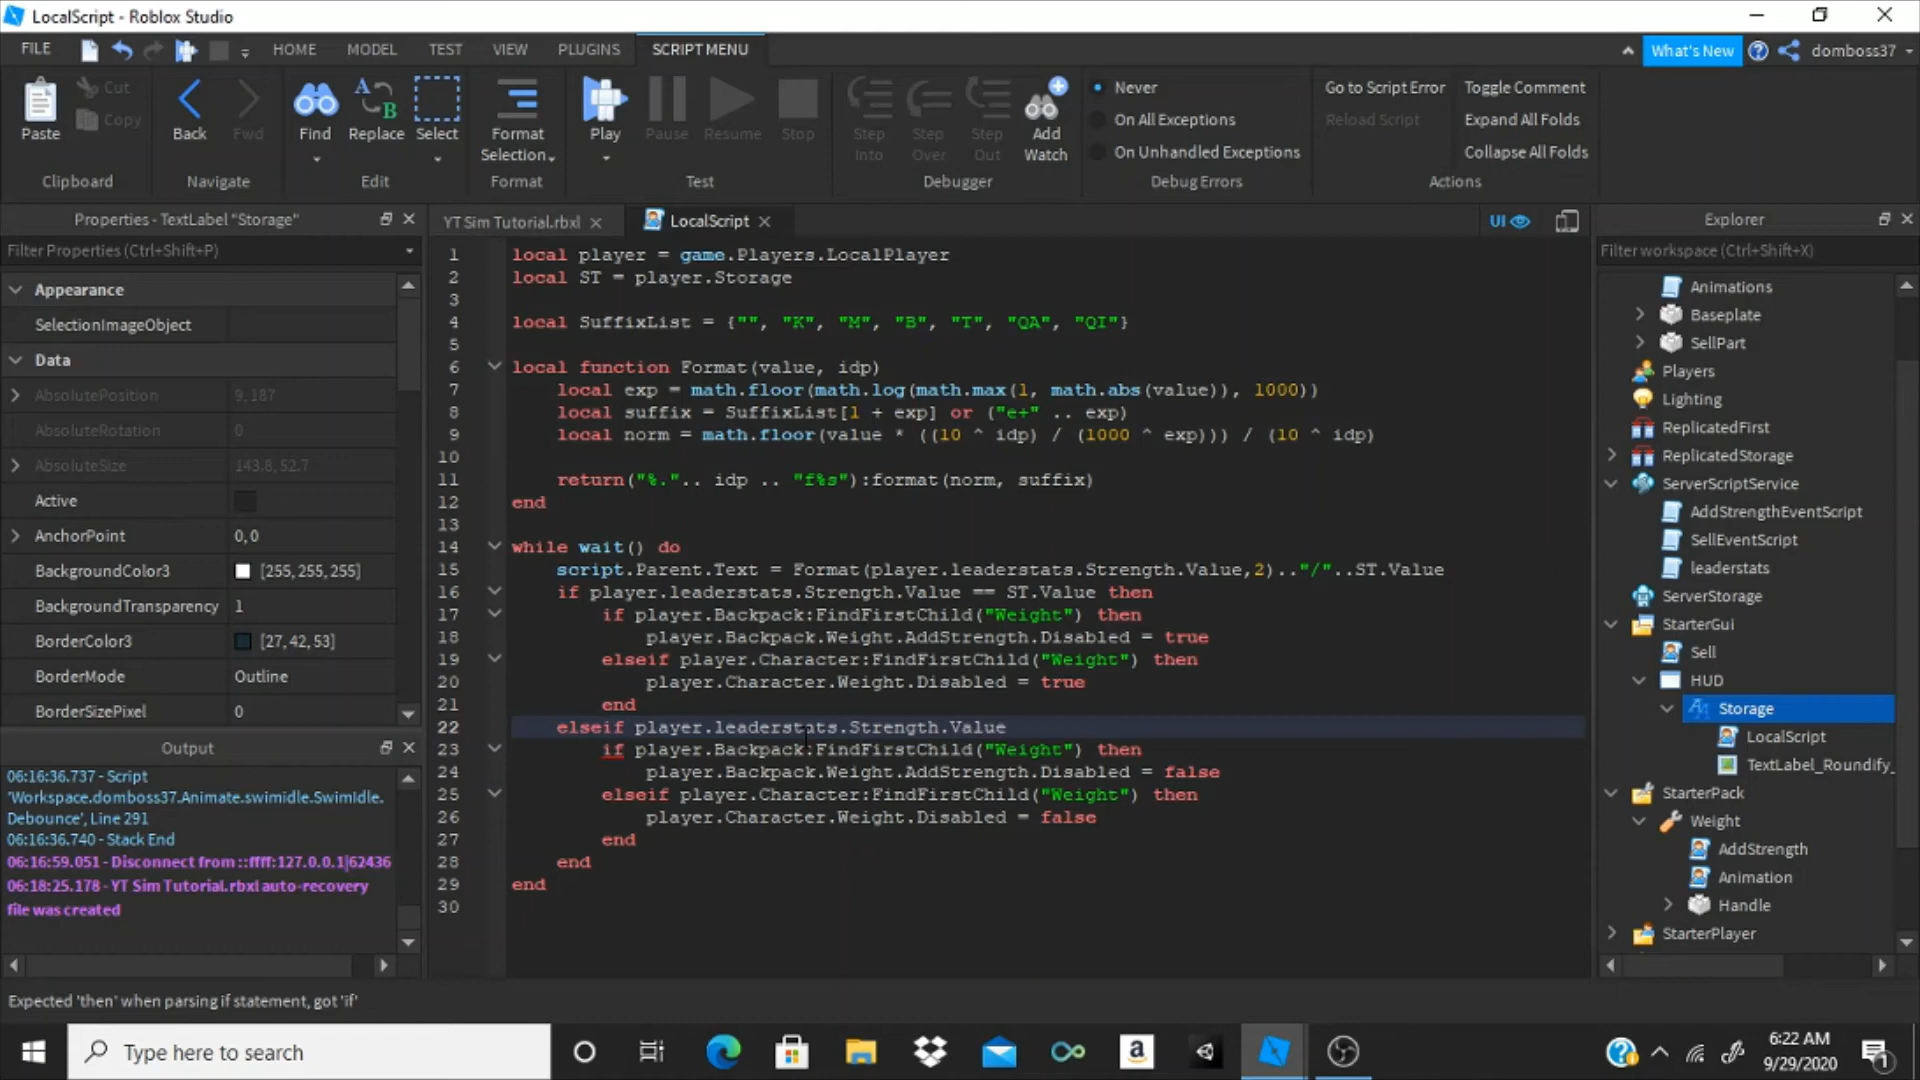 LocalScript - Roblox Studio
FILE
HOME
MODEL
TEST
VIEW
PLUGINS
SCRIPT MENU
What's New
domboss37
Paste
Cut
Copy
Clipboard
Back
Fwd
Navigate
Find
Replace
Select
Edit
Format
Selection
Format
Play
Pause
Resume
Stop
Test
Step
Into
Step
Over
Step
Out
Add
Watch
Debugger
Never
On All Exceptions
On Unhandled Exceptions
Debug Errors
Go to Script Error
Reload Script
Toggle Comment
Expand All Folds
Collapse All Folds
Actions
Properties - TextLabel "Storage"
Filter Properties (Ctrl+Shift+P)
Appearance
SelectionImageObject
Data
AbsolutePosition 9,187
AbsoluteRotation 0
AbsoluteSize 143.8, 52.7
Active
AnchorPoint 0,0
BackgroundColor3 [255, 255, 255]
BackgroundTransparency 1
BorderColor3 [27, 42, 53]
BorderMode Outline
BorderSizePixel 0
Output
06:16:36.737 - Script
'Workspace.domboss37.Animate.swimidle.SwimIdle.
Debounce', Line 291
06:16:36.740 - Stack End
06:16:59.051 - Disconnect from ::ffff:127.0.0.1|62436
06:18:25.178 - YT Sim Tutorial.rbxl auto-recovery
file was created
YT Sim Tutorial.rbxl
LocalScript
UI
1 local player = game.Players.LocalPlayer
2 local ST = player.Storage
3
4 local SuffixList = {"", "K", "M", "B", "T", "QA", "QI"}
5
6 local function Format(value, idp)
7 local exp = math.floor(math.log(math.max(1, math.abs(value)), 1000))
8 local suffix = SuffixList[1 + exp] or ("e+" .. exp)
9 local norm = math.floor(value * ((10 ^ idp) / (1000 ^ exp))) / (10 ^ idp)
10
11 return("%.".. idp .. "f%s"):format(norm, suffix)
12 end
13
14 while wait() do
15 script.Parent.Text = Format(player.leaderstats.Strength.Value,2).."/"..ST.Value
16 if player.leaderstats.Strength.Value == ST.Value then
17 if player.Backpack:FindFirstChild("Weight") then
18 player.Backpack.Weight.AddStrength.Disabled = true
19 elseif player.Character:FindFirstChild("Weight") then
20 player.Character.Weight.Disabled = true
21 end
22 elseif player.leaderstats.Strength.Value
23 if player.Backpack:FindFirstChild("Weight") then
24 player.Backpack.Weight.AddStrength.Disabled = false
25 elseif player.Character:FindFirstChild("Weight") then
26 player.Character.Weight.Disabled = false
27 end
28 end
29 end
30
Explorer
Filter workspace (Ctrl+Shift+X)
Animations
Baseplate
SellPart
Players
Lighting
ReplicatedFirst
ReplicatedStorage
ServerScriptService
AddStrengthEventScript
SellEventScript
leaderstats
ServerStorage
StarterGui
Sell
HUD
Storage
LocalScript
TextLabel_Roundify_
StarterPack
Weight
AddStrength
Animation
Handle
StarterPlayer
Expected 'then' when parsing if statement, got 'if'
Type here to search
6:22 AM
9/29/2020
1